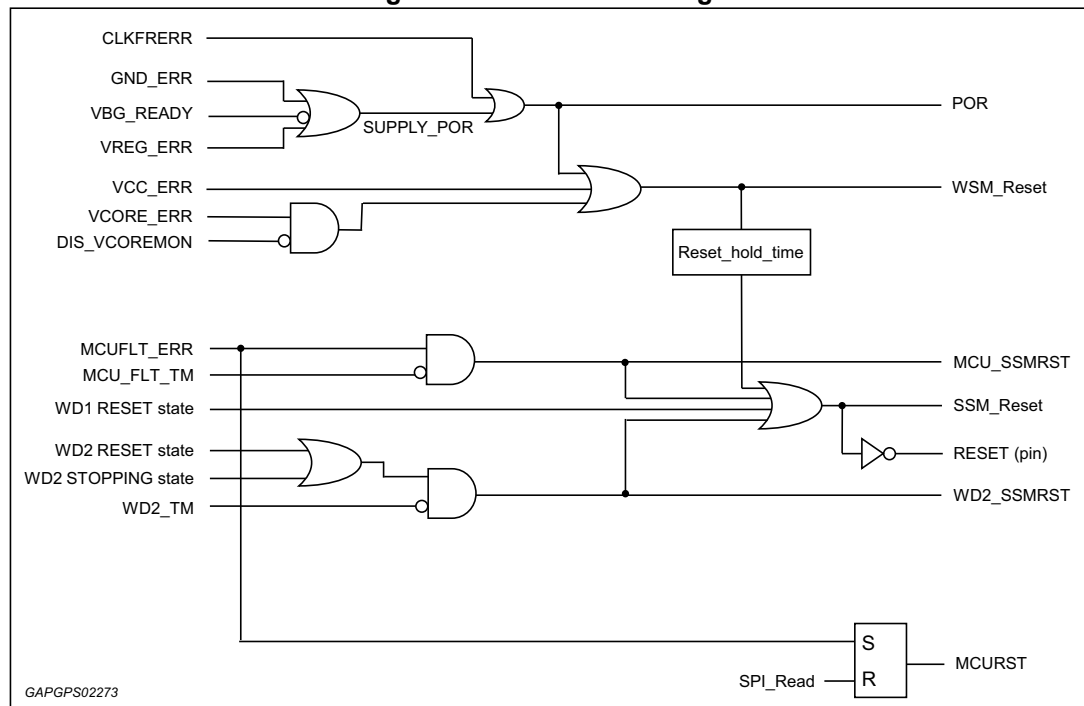 CLKFRERR
GND_ERR
VBG_READY
VREG_ERR
SUPPLY_POR
POR
VCC_ERR
WSM_Reset
VCORE_ERR
DIS_VCOREMON
Reset_hold_time
MCUFLT_ERR
MCU_FLT_TM
MCU_SSMRST
WD1 RESET state
SSM_Reset
WD2 RESET state
RESET (pin)
WD2 STOPPING state
WD2_TM
WD2_SSMRST
S
R
MCURST
SPI_Read
GAPGPS02273